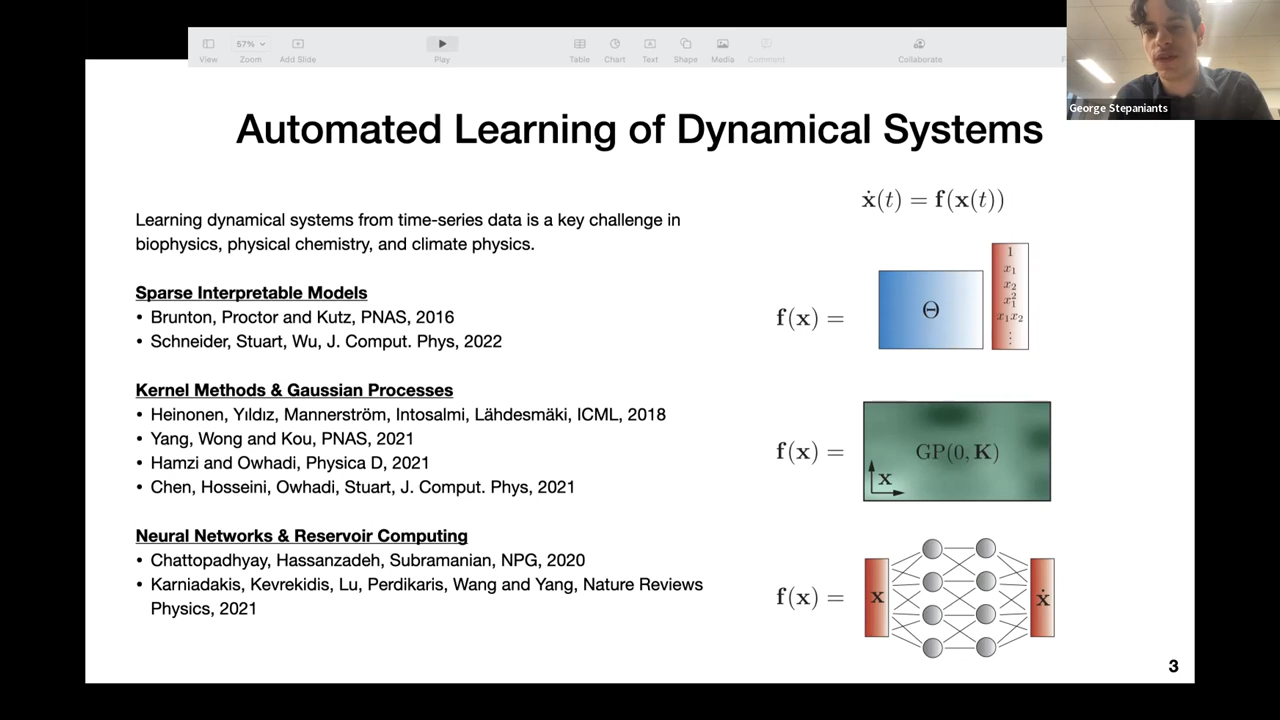 57%
View
Zoom
Add Slide
Play
Table
Chart
Text
Shape
Media
Comment
Collaborate
George Stepaniants
Automated Learning of Dynamical Systems
Learning dynamical systems from time-series data is a key challenge in
biophysics, physical chemistry, and climate physics.
Sparse Interpretable Models
• Brunton, Proctor and Kutz, PNAS, 2016
• Schneider, Stuart, Wu, J. Comput. Phys, 2022
Kernel Methods & Gaussian Processes
• Heinonen, Yıldız, Mannerström, Intosalmi, Lähdesmäki, ICML, 2018
• Yang, Wong and Kou, PNAS, 2021
• Hamzi and Owhadi, Physica D, 2021
• Chen, Hosseini, Owhadi, Stuart, J. Comput. Phys, 2021
Neural Networks & Reservoir Computing
• Chattopadhyay, Hassanzadeh, Subramanian, NPG, 2020
• Karniadakis, Kevrekidis, Lu, Perdikaris, Wang and Yang, Nature Reviews
Physics, 2021
ẋ(t) = f(x(t))
f(x) =
Θ
1
x₁
x₂
x₁²
x₁x₂
⋮
f(x) =
GP(0, K)
x
f(x) =
x
ẋ
3